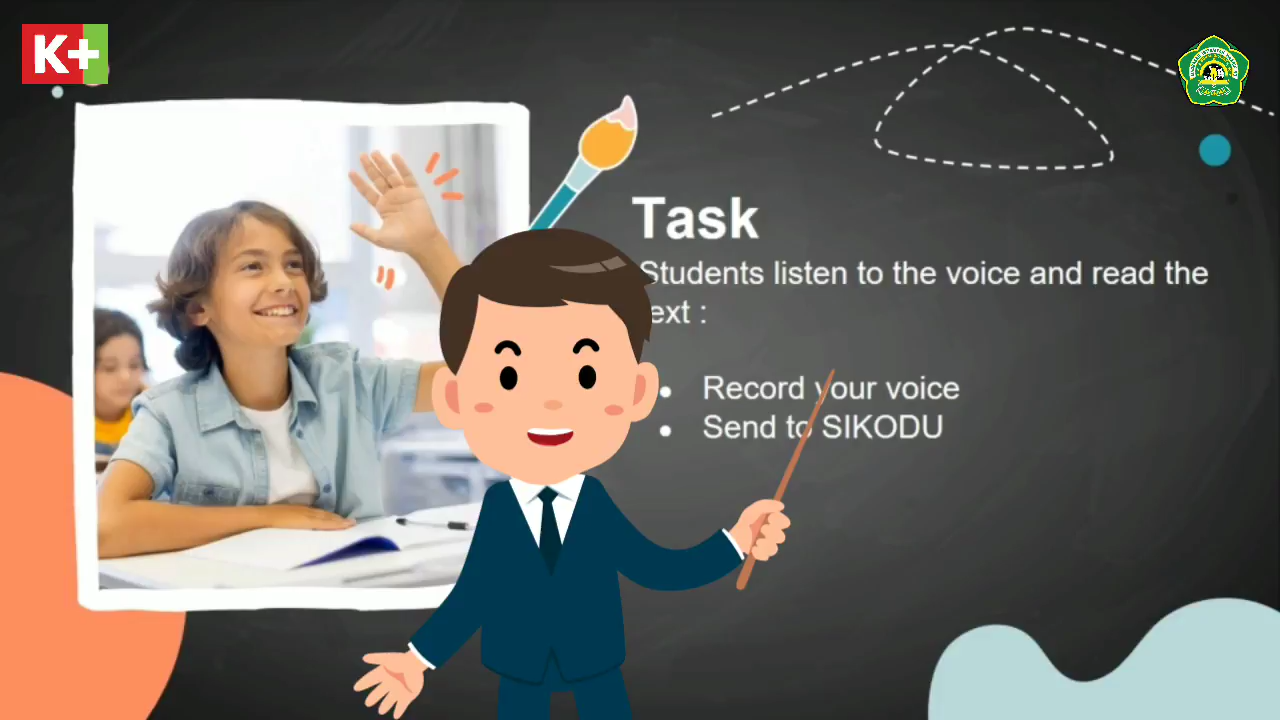 K+
Task
Students listen to the voice and read the
ext :
Record your voice
Send to SIKODU